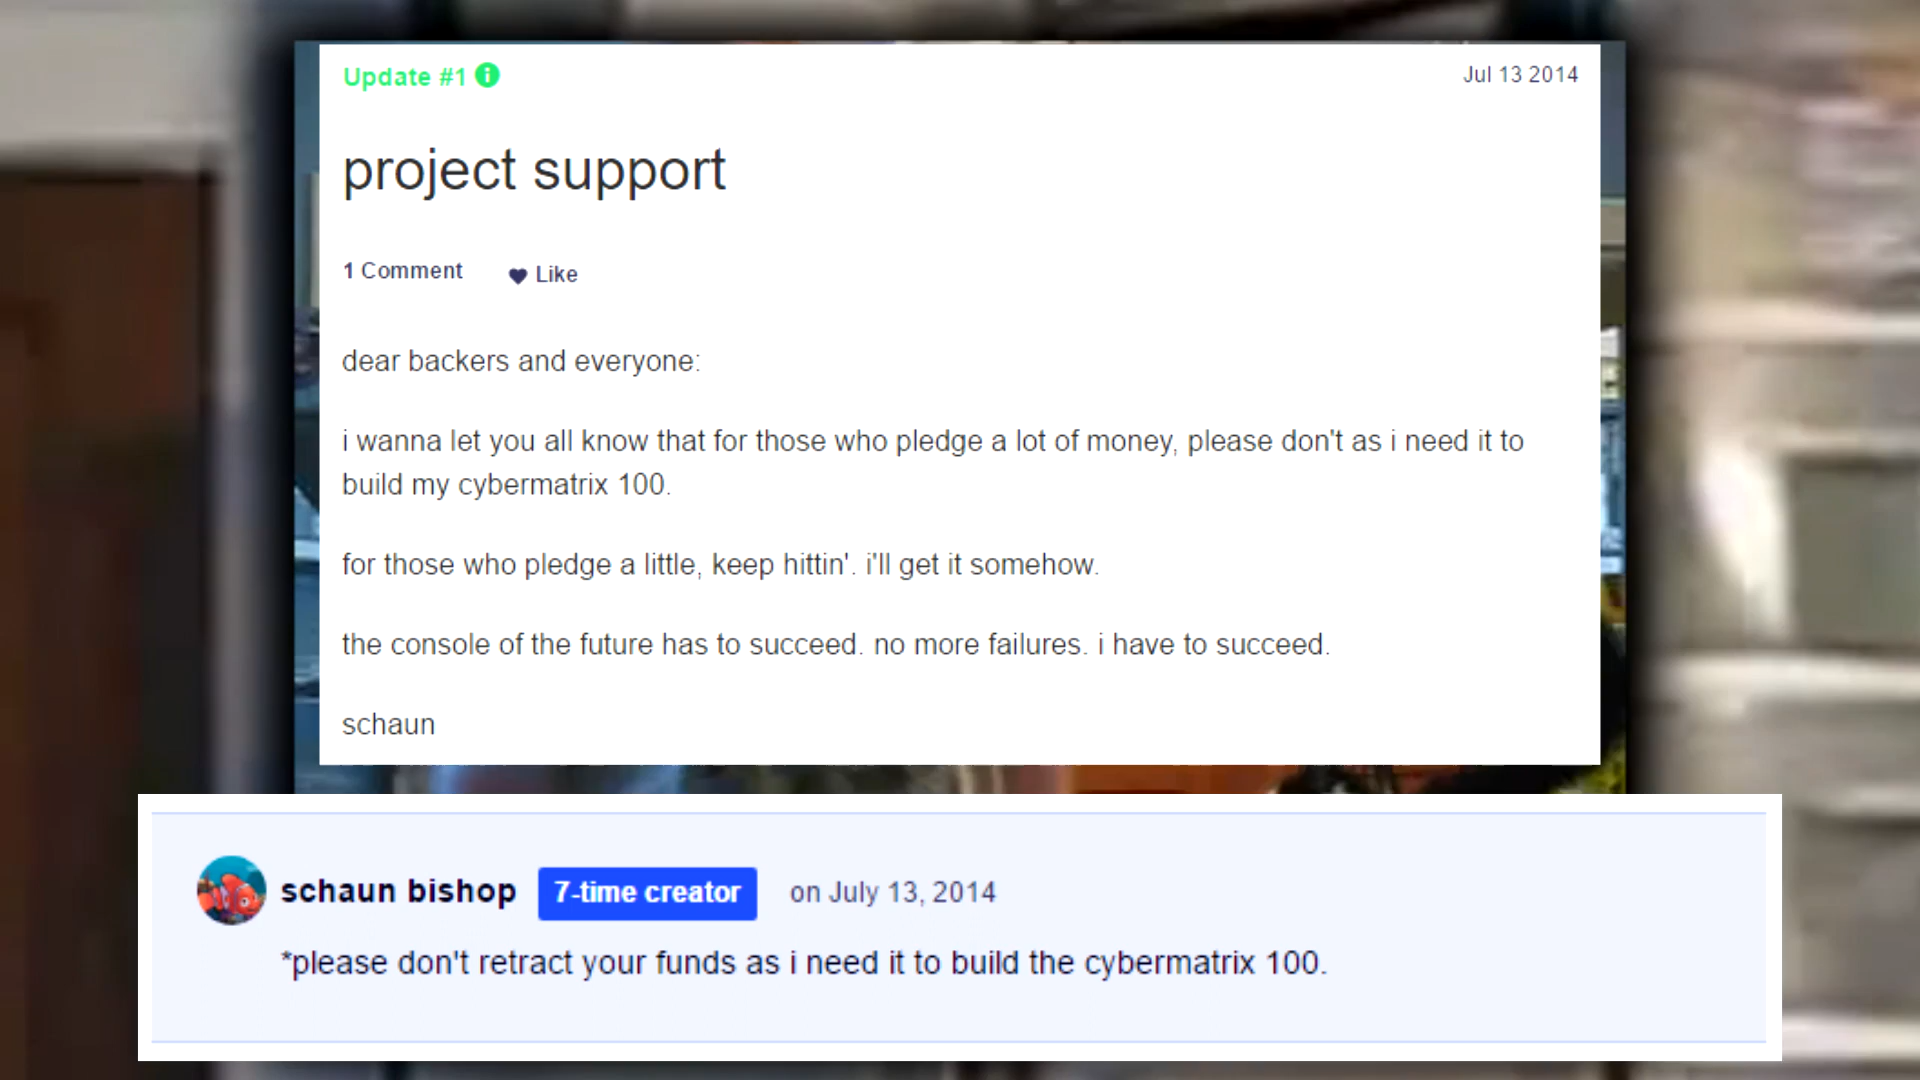 Update #1
Jul 13 2014
project support
1 Comment
Like
dear backers and everyone:
i wanna let you all know that for those who pledge a lot of money, please don't as i need it to
build my cybermatrix 100.
for those who pledge a little, keep hittin'. i'll get it somehow.
the console of the future has to succeed. no more failures. i have to succeed.
schaun
schaun bishop 7-time creator on July 13, 2014
*please don't retract your funds as i need it to build the cybermatrix 100.